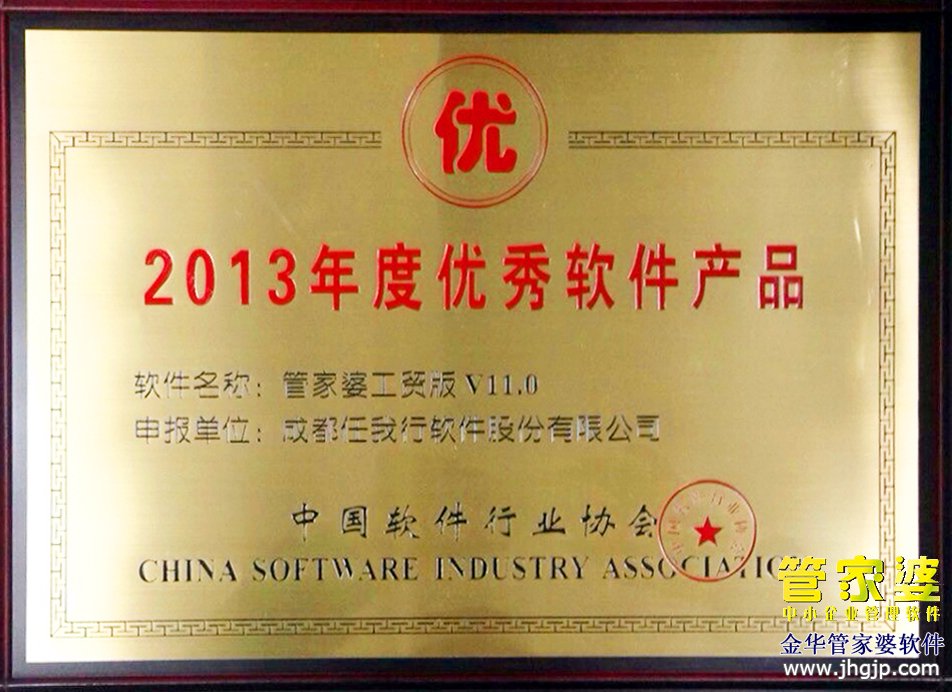 优
2013年度优秀软件产品
软件名称：管家婆工贸版 V11.0
申报单位：成都任我行软件股份有限公司
中国软件行业协会
CHINA SOFTWARE INDUSTRY
管家婆
中小企业管理软件
金华管家婆软件
www.jhgjp.com